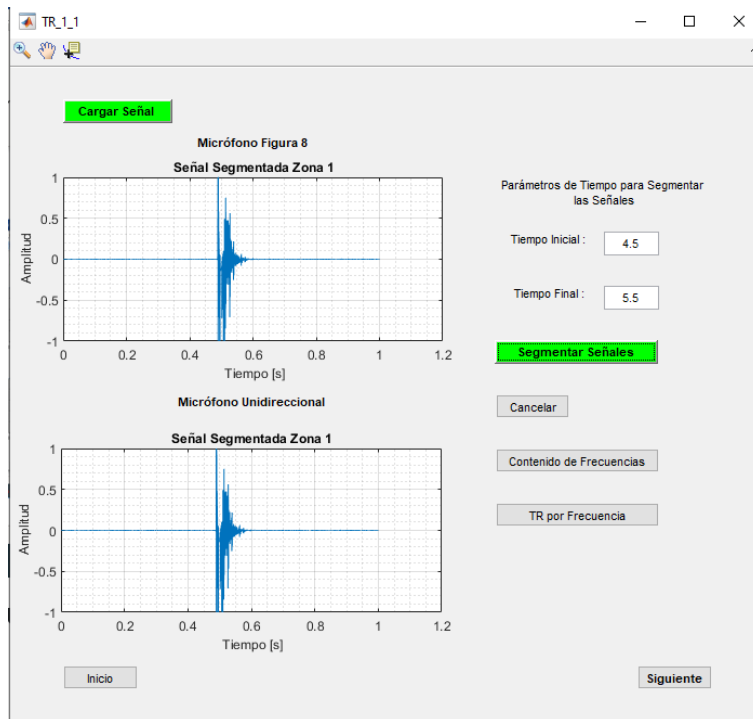 TR_1_1
Cargar Señal
Micrófono Figura 8
Señal Segmentada Zona 1
Amplitud
1
0.5
0
-0.5
-1
0 0.2 0.4 0.6 0.8 1 1.2
Tiempo [s]
Micrófono Unidireccional
Señal Segmentada Zona 1
Amplitud
1
0.5
0
-0.5
-1
0 0.2 0.4 0.6 0.8 1 1.2
Tiempo [s]
Inicio
Parámetros de Tiempo para Segmentar
las Señales
Tiempo Inicial : 4.5
Tiempo Final : 5.5
Segmentar Señales
Cancelar
Contenido de Frecuencias
TR por Frecuencia
Siguiente